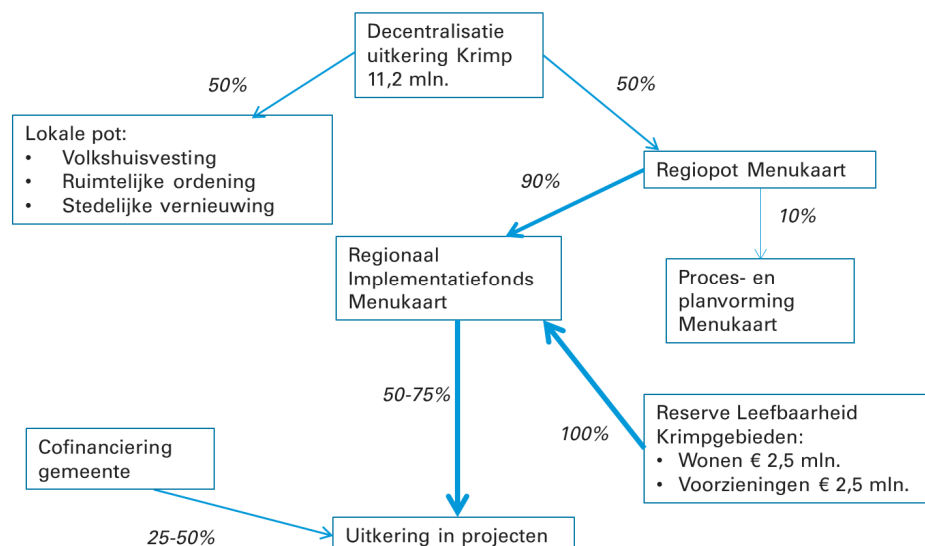 Decentralisatie
uitkering Krimp
11,2 mln.
50%
50%
Lokale pot:
• Volkshuisvesting
• Ruimtelijke ordening
• Stedelijke vernieuwing
Regiopot Menukaart
90%
10%
Regionaal
Implementatiefonds
Menukaart
Proces- en
planvorming
Menukaart
50-75%
100%
Reserve Leefbaarheid
Krimpgebieden:
• Wonen € 2,5 mln.
• Voorzieningen € 2,5 mln.
Cofinanciering
gemeente
25-50%
Uitkering in projecten